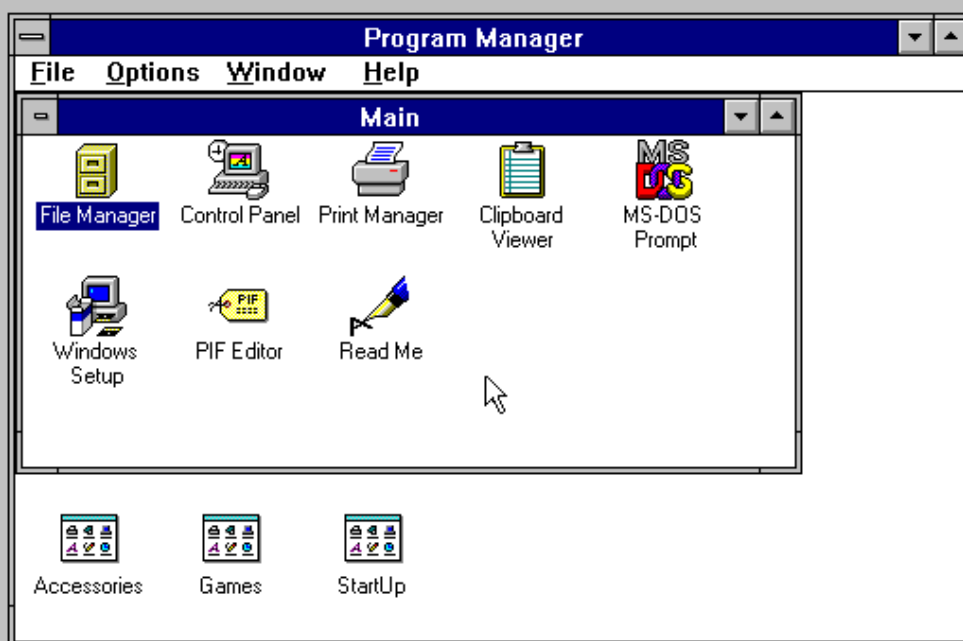 Program Manager
File Options Window Help
Main
MS
DOS
File Manager Control Panel Print Manager Clipboard Viewer MS-DOS Prompt
PIF
Windows Setup PIF Editor Read Me
Accessories Games StartUp